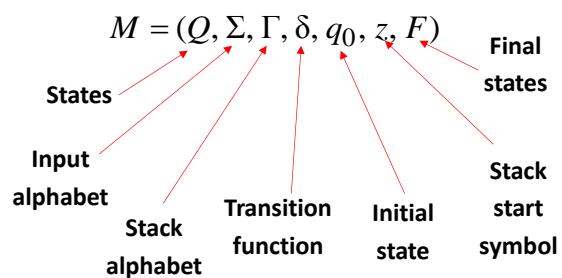 M = (Q, Σ, Γ, δ, q₀, z, F)
Final
states
States
Input
alphabet
Stack
alphabet
Transition
function
Initial
state
Stack
start
symbol